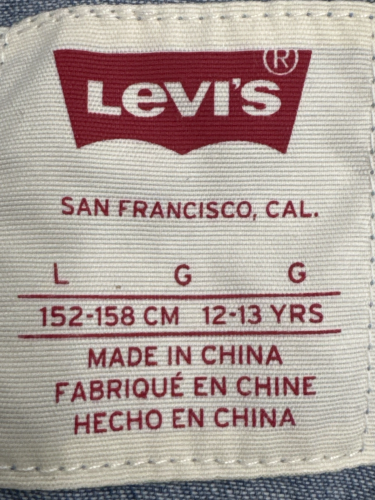 Levi's®
SAN FRANCISCO, CAL.
L G G
152-158 CM 12-13 YRS
MADE IN CHINA
FABRIQUÉ EN CHINE
HECHO EN CHINA